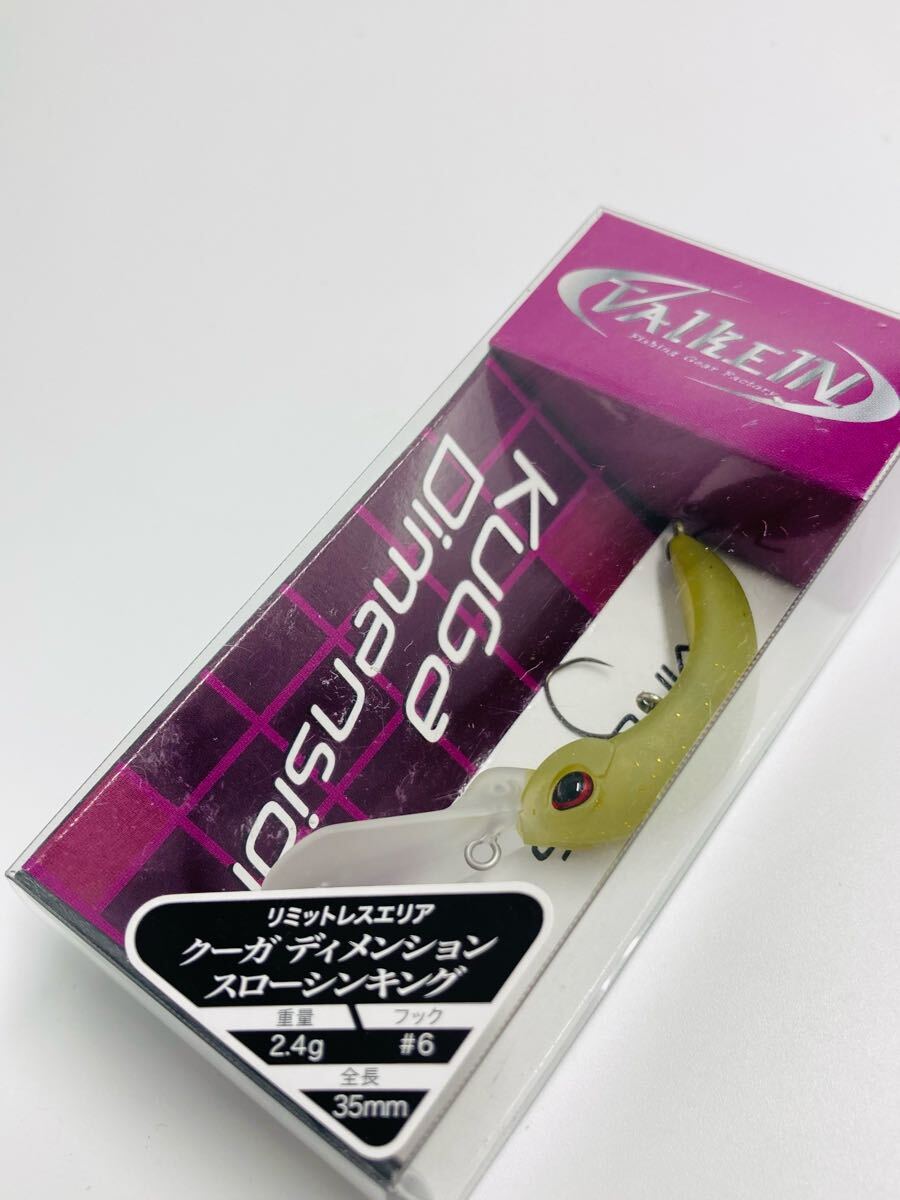 VALKEIN
Fishing Gear Factory
KuGa
Dimension
リミットレスエリア
クーガ ディメンション
スローシンキング
重量 フック
2.4g #6
全長
35mm